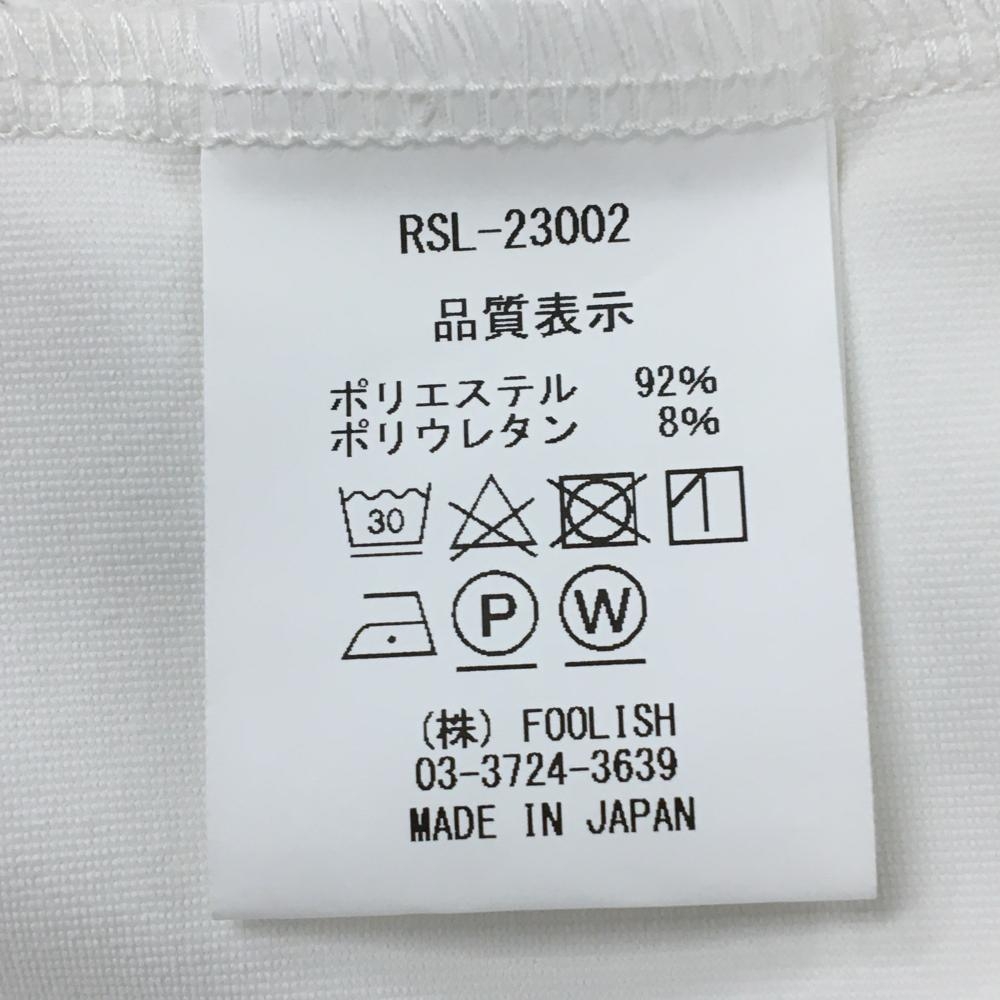 RSL-23002
品質表示
ポリエステル 92%
ポリウレタン 8%
30
P W
(株) FOOLISH
03-3724-3639
MADE IN JAPAN